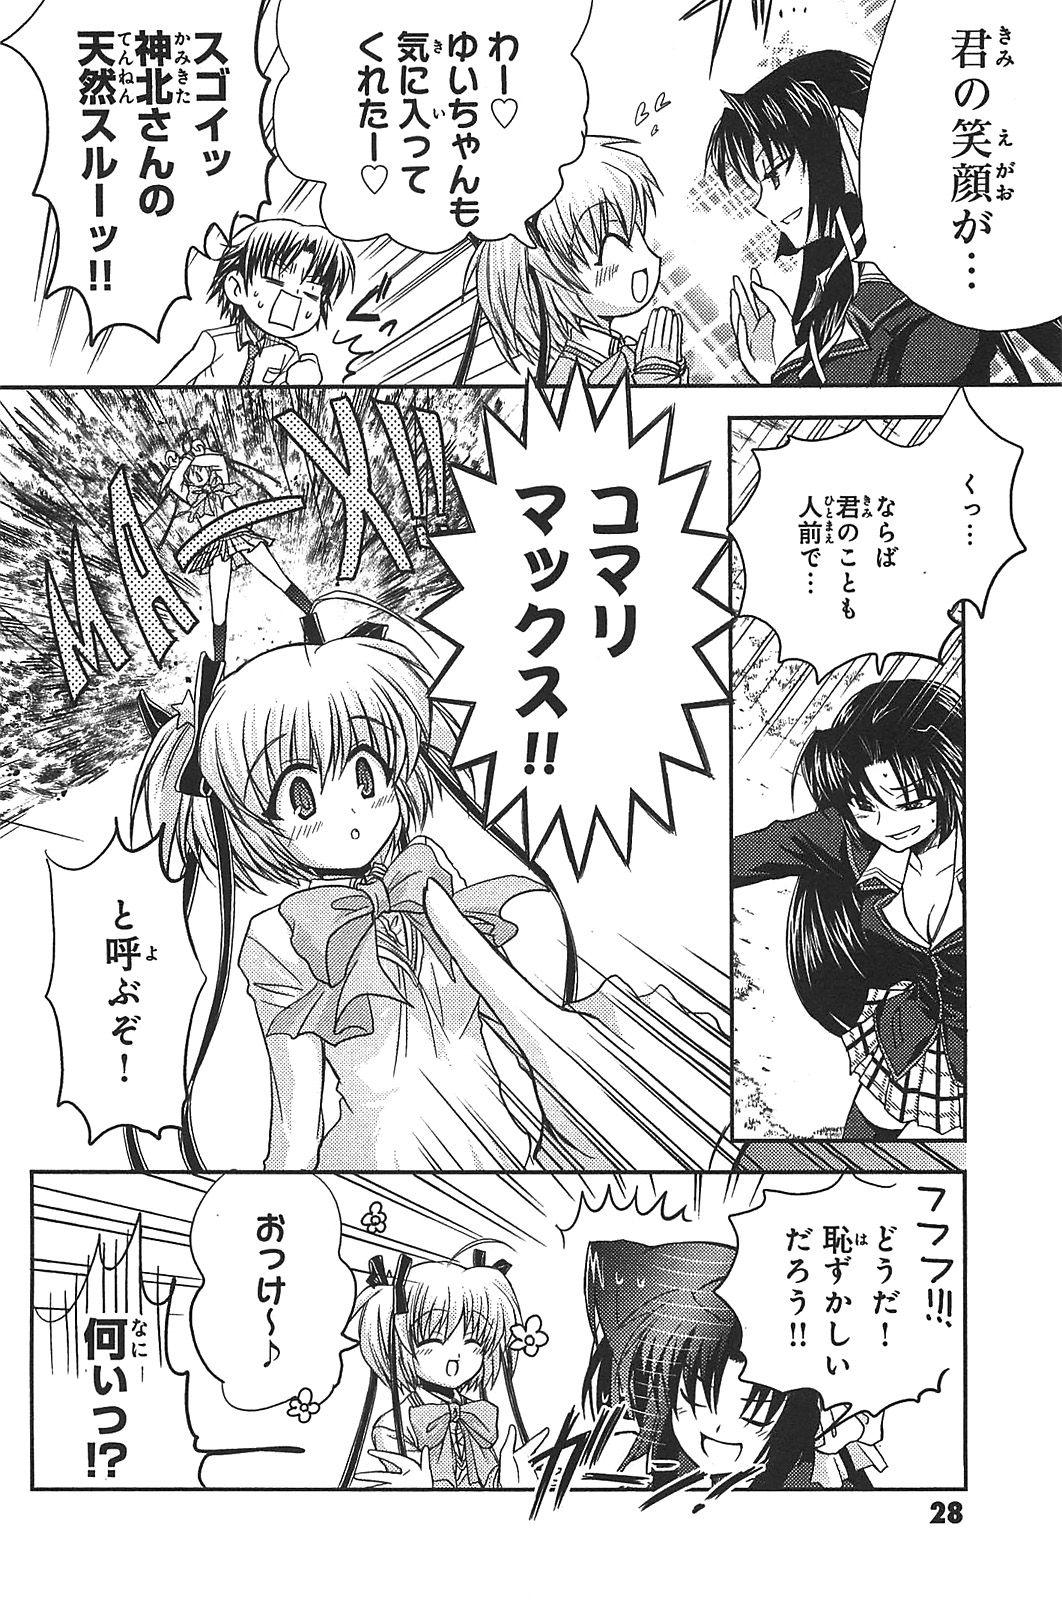 君の笑顔が…
わー♡
ゆいちゃんも
気に入って
くれたー♡
スゴイッ
神北さんの
天然スルーッ!!
くっ…
ならば
君のことも
人前で…
コマリ
マックス!!
MA—X!!
と呼ぶぞ!
フフフ!!!
どうだ!
恥ずかしい
だろう!!
おっけ〜♪
何いっ!?
28